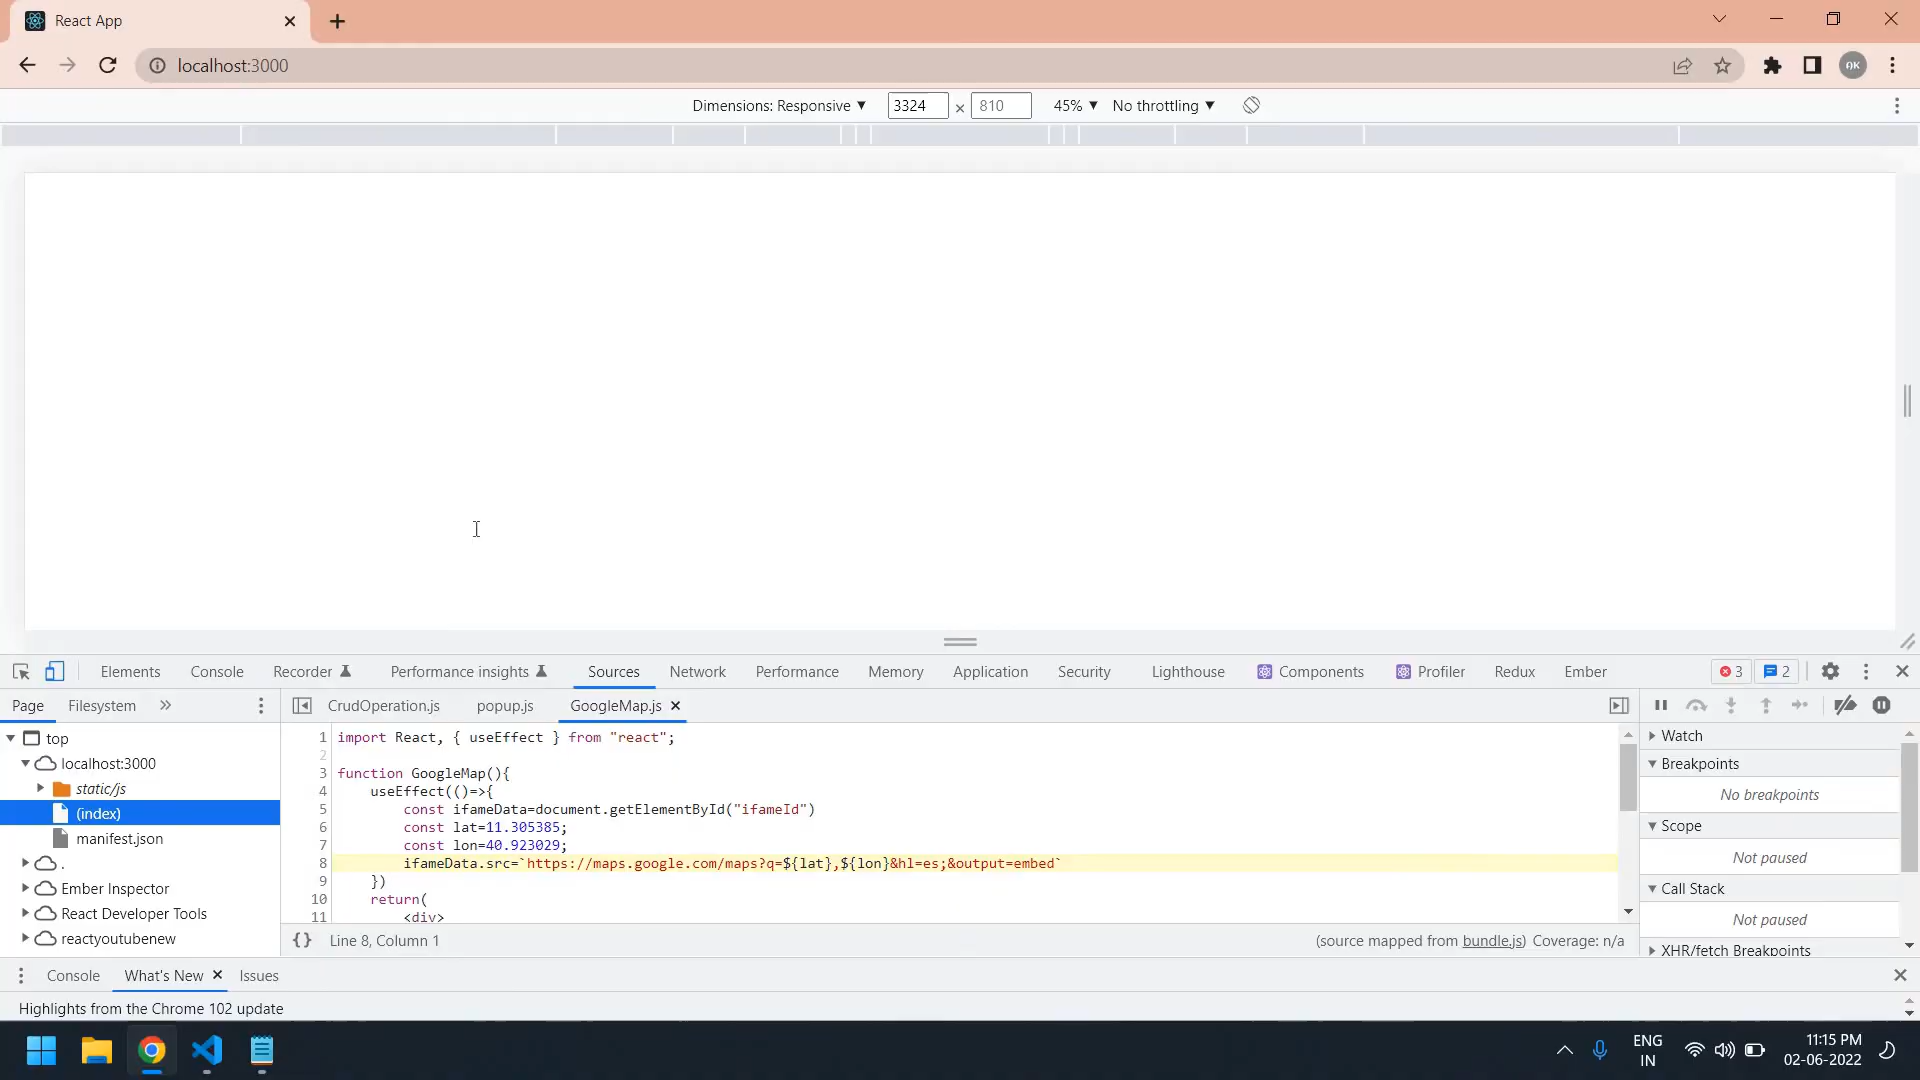 React App
localhost:3000
AK
Dimensions: Responsive 3324 × 810 45% No throttling
Elements Console Recorder Performance insights Sources Network Performance Memory Application Security Lighthouse Components Profiler Redux Ember 3 2
Page Filesystem » CrudOperation.js popup.js GoogleMap.js
top
localhost:3000
static/js
(index)
manifest.json
.
Ember Inspector
React Developer Tools
reactyoutubenew
1 import React, { useEffect } from "react";
2
3 function GoogleMap(){
4 useEffect(()=>{
5 const ifameData=document.getElementById("ifameId")
6 const lat=11.305385;
7 const lon=40.923029;
8 ifameData.src=`https://maps.google.com/maps?q=${lat},${lon}&hl=es;&output=embed`
9 })
10 return(
11 <div>
{} Line 8, Column 1 (source mapped from bundle.js) Coverage: n/a
Watch
Breakpoints
No breakpoints
Scope
Not paused
Call Stack
Not paused
XHR/fetch Breakpoints
Console What's New Issues
Highlights from the Chrome 102 update
ENG
IN
11:15 PM
02-06-2022